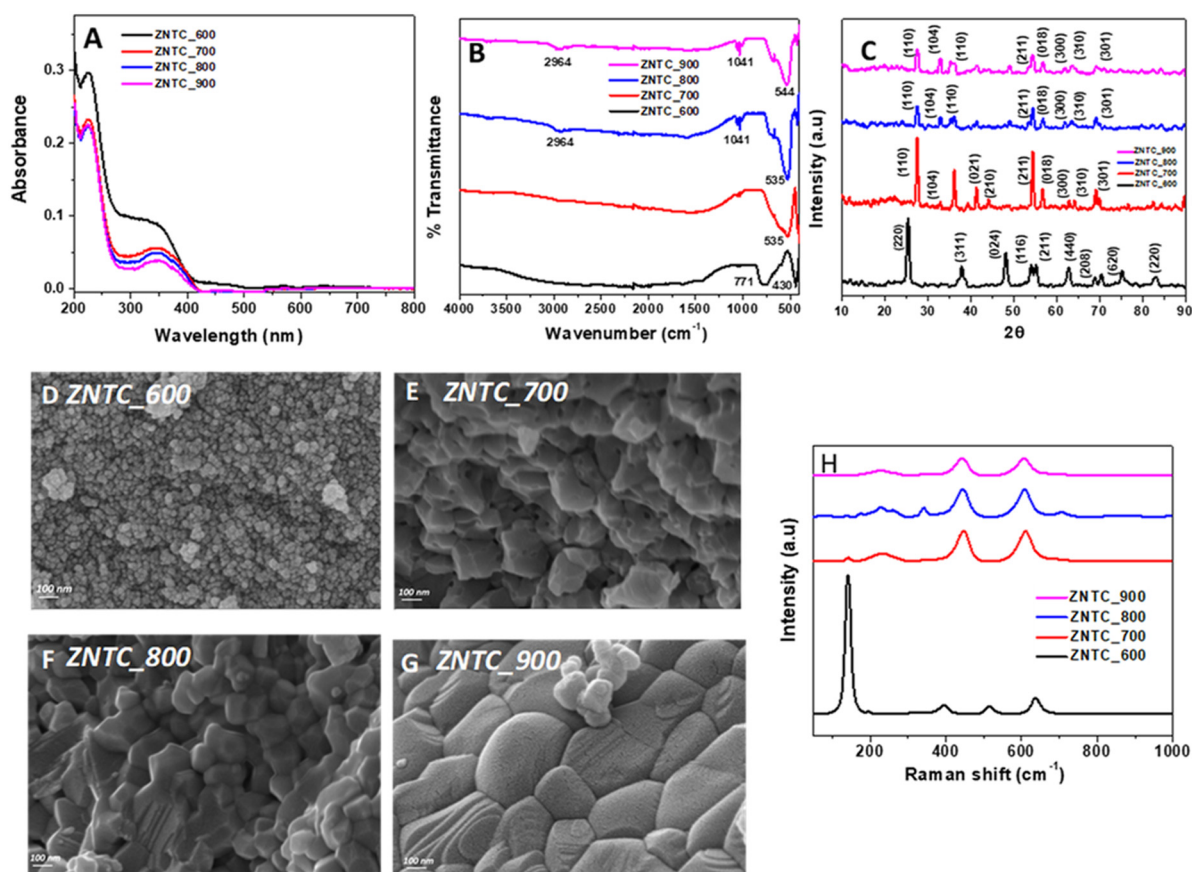 A
ZNTC_600
ZNTC_700
ZNTC_800
ZNTC_900
0.3
0.2
0.1
0.0
Absorbance
200 300 400 500 600 700 800
Wavelength (nm)
B
2964
1041
ZNTC_900
ZNTC_800
ZNTC_700
ZNTC_600
544
2964
1041
535
535
771
430
% Transmittance
4000 3500 3000 2500 2000 1500 1000 500
Wavenumber (cm-1)
C
(110) (104) (110) (211) (018) (300) (310) (301)
(110) (104) (110) (211) (018) (300) (310) (301)
ZNTC_900
ZNTC_800
ZNTC_700
ZNTC_600
(110) (104) (021) (210) (211) (018) (300) (310) (301)
(220) (311) (024) (116) (211) (440) (208) (620) (220)
Intensity (a.u)
10 20 30 40 50 60 70 80 90
2θ
D ZNTC_600
100 nm
E ZNTC_700
100 nm
F ZNTC_800
100 nm
G ZNTC_900
100 nm
H
ZNTC_900
ZNTC_800
ZNTC_700
ZNTC_600
Intensity (a.u)
200 400 600 800 1000
Raman shift (cm-1)